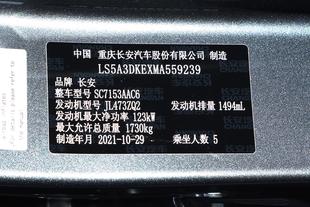 中国 重庆长安汽车股份有限公司 制造
LS5A3DKEXMA559239
品牌 长安
整车型号 SC7153AAC6
发动机型号 JL473ZQ2 发动机排量 1494mL
发动机最大净功率 123kW
最大允许总质量 1730kg
制造年月 2021-10-29 乘坐人数 5